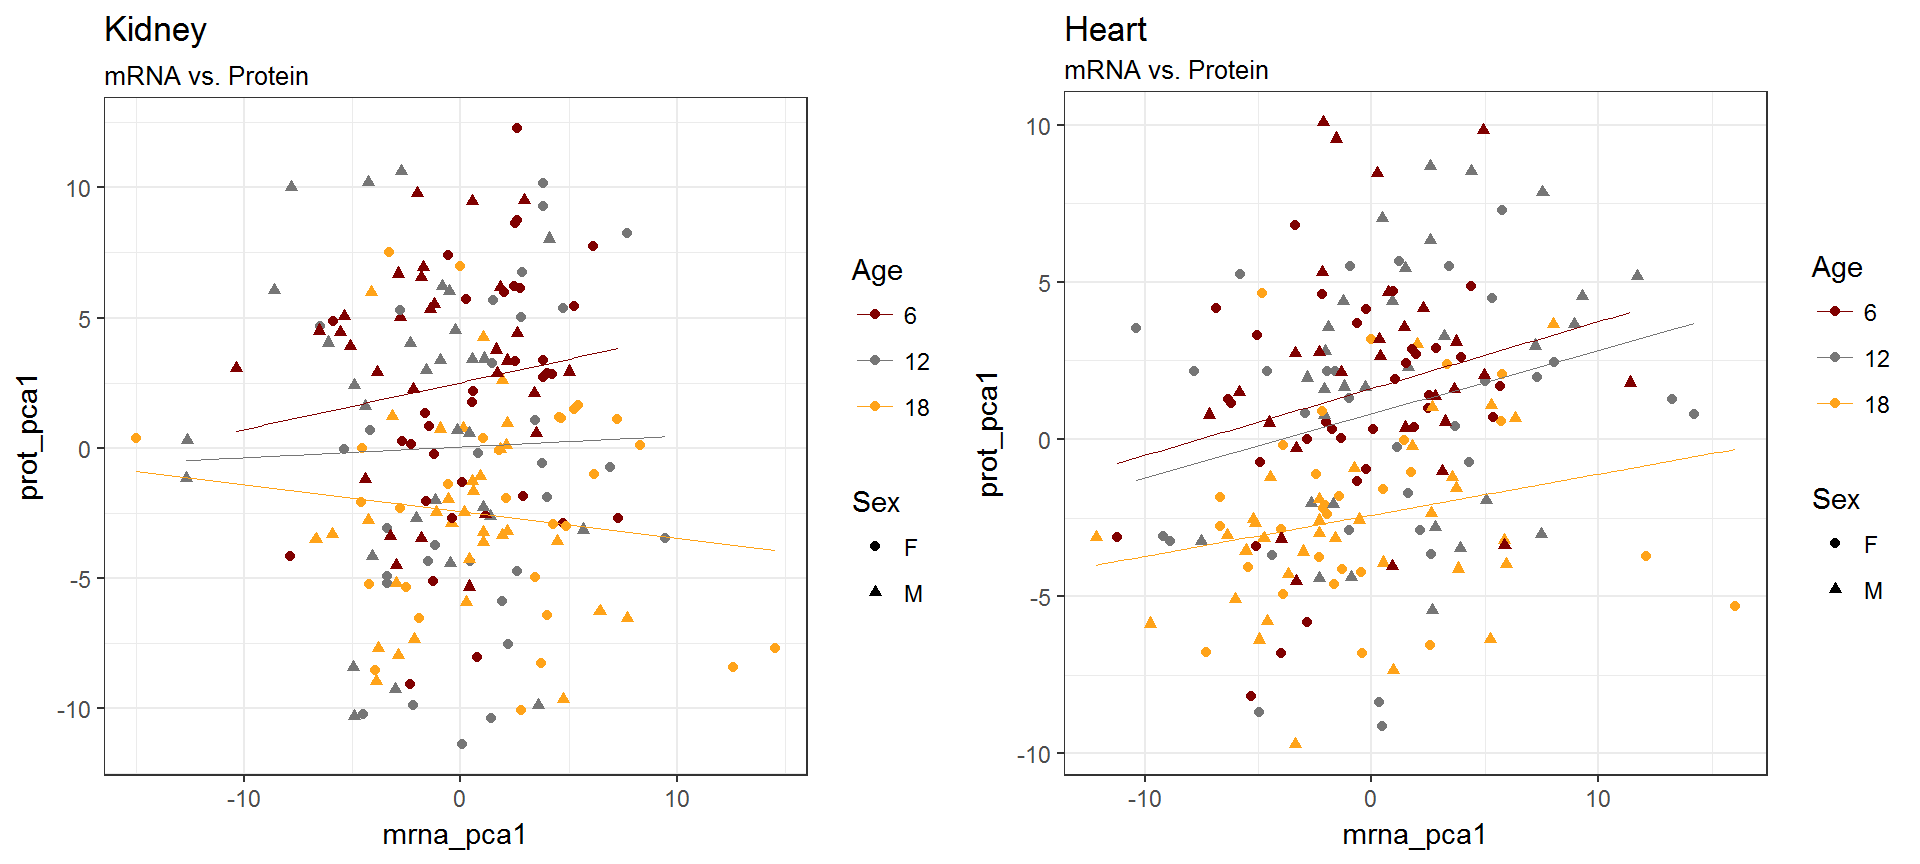 Kidney
mRNA vs. Protein
prot_pca1
10
5
0
-5
-10
-10 0 10
mrna_pca1
Age
6
12
18
Sex
F
M
Heart
mRNA vs. Protein
prot_pca1
10
5
0
-5
-10
-10 0 10
mrna_pca1
Age
6
12
18
Sex
F
M